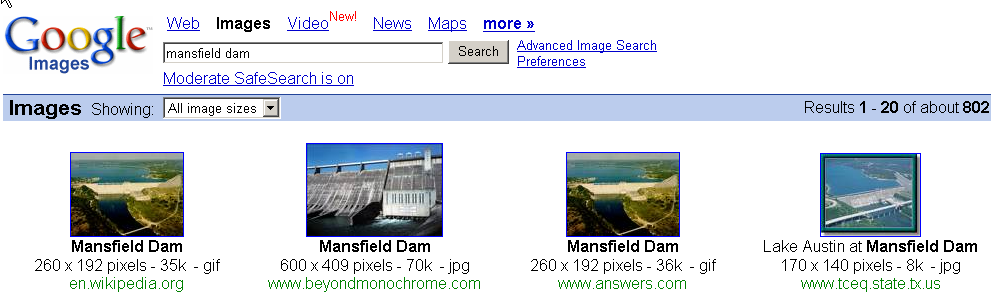 Web Images Video New! News Maps more »
Google™
Images
mansfield dam Search Advanced Image Search
Preferences
Moderate SafeSearch is on
Images Showing: All image sizes Results 1 - 20 of about 802
Mansfield Dam
260 x 192 pixels - 35k - gif
en.wikipedia.org
Mansfield Dam
600 x 409 pixels - 70k - jpg
www.beyondmonochrome.com
Mansfield Dam
260 x 192 pixels - 36k - gif
www.answers.com
Lake Austin at Mansfield Dam
170 x 140 pixels - 8k - jpg
www.tceq.state.tx.us